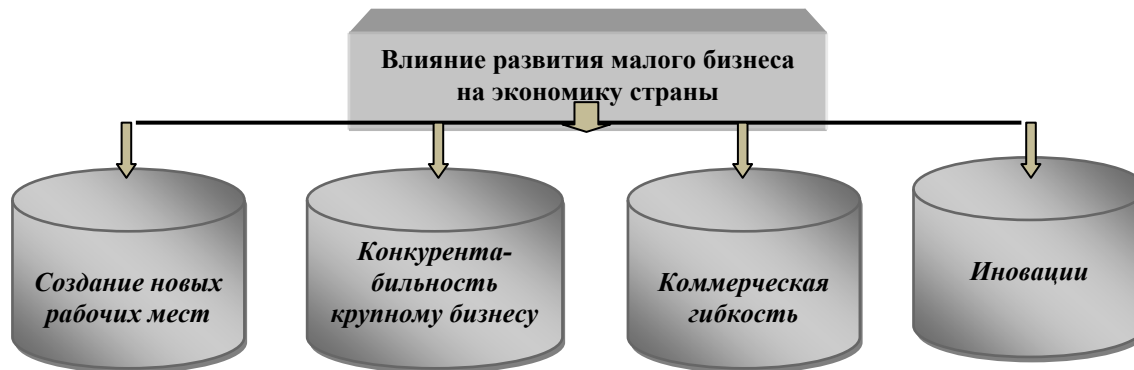 Влияние развития малого бизнеса
на экономику страны
Создание новых
рабочих мест
Конкурента-
бильность
крупному бизнесу
Коммерческая
гибкость
Иновации